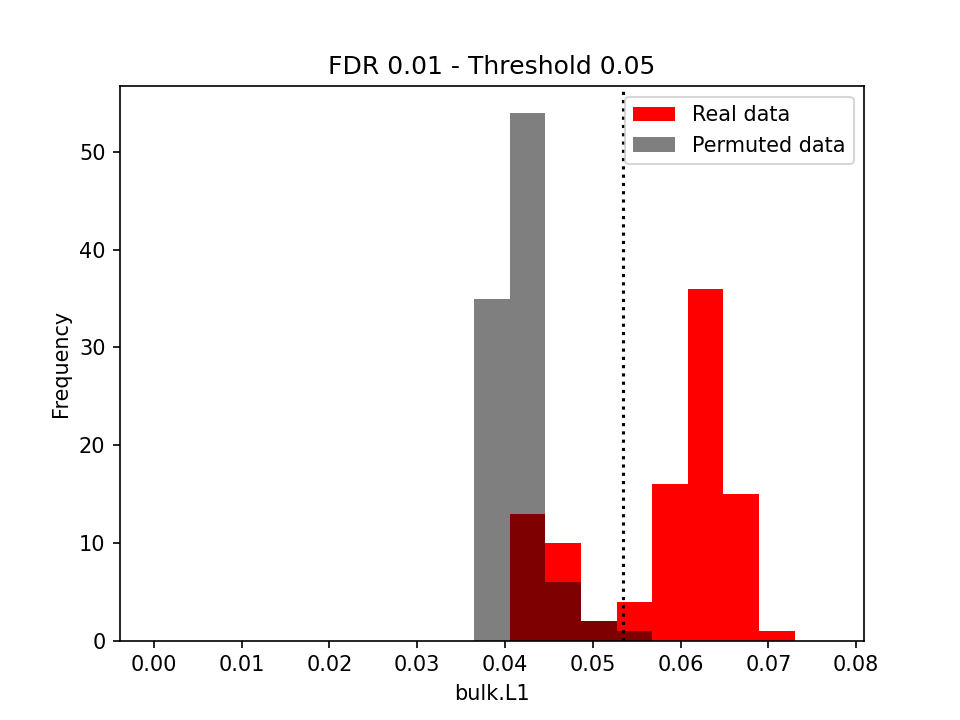 FDR 0.01 - Threshold 0.05
Real data
Permuted data
Frequency
50
40
30
20
10
0
0.00 0.01 0.02 0.03 0.04 0.05 0.06 0.07 0.08
bulk.L1